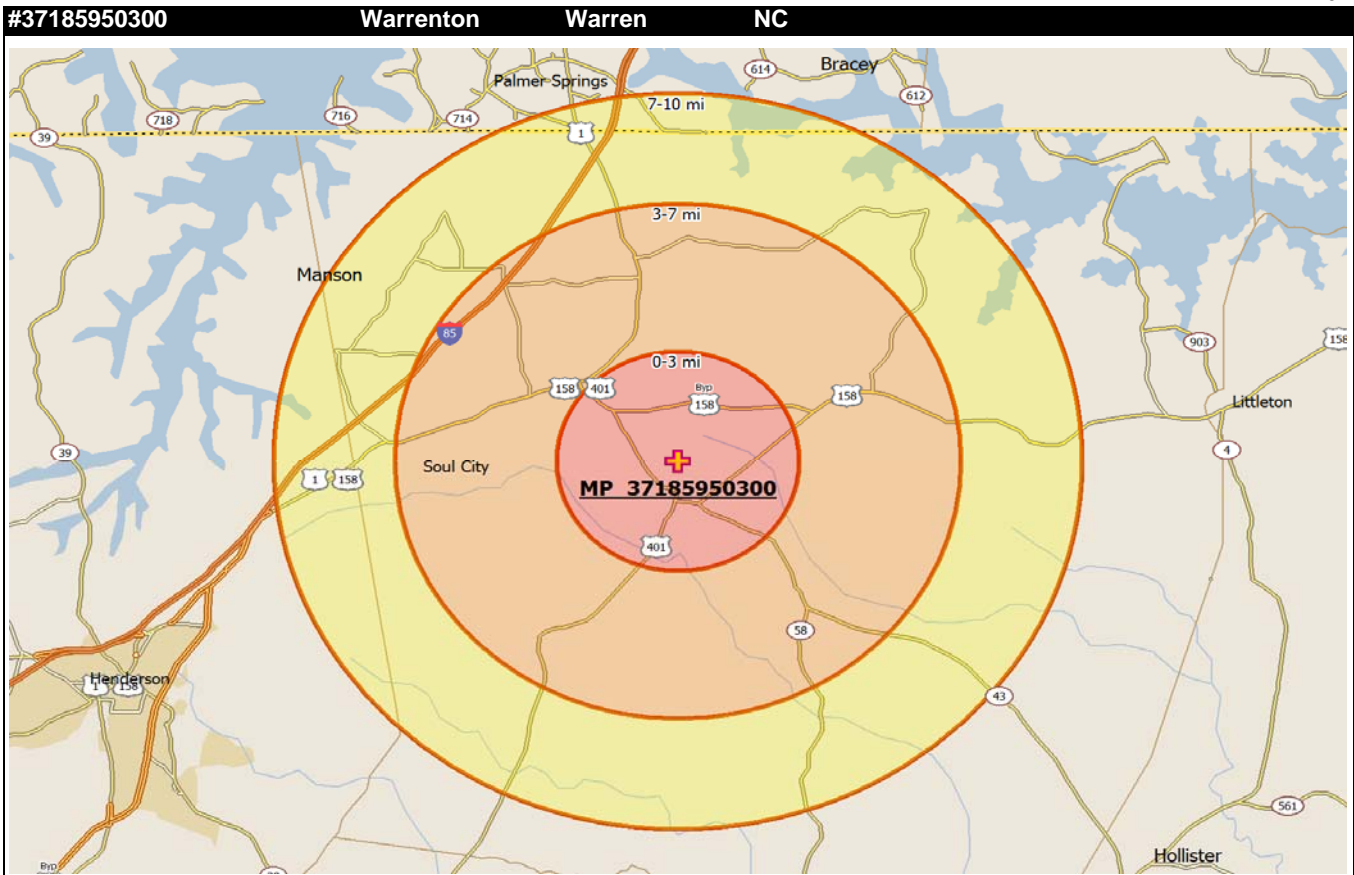 #37185950300 Warrenton Warren NC
Bracey
614
Palmer Springs
612
7-10 mi
716
714
718
39
1
3-7 mi
Manson
85
903
158
0-3 mi
158 401
Byp
158
158
Littleton
39
4
Soul City
1 158
MP 37185950300
401
58
Henderson
1 158
43
561
Hollister
Byp